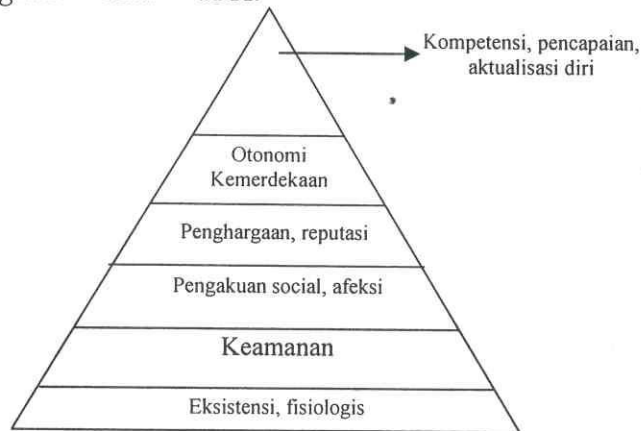 Kompetensi, pencapaian,
aktualisasi diri
Otonomi
Kemerdekaan
Penghargaan, reputasi
Pengakuan social, afeksi
Keamanan
Eksistensi, fisiologis